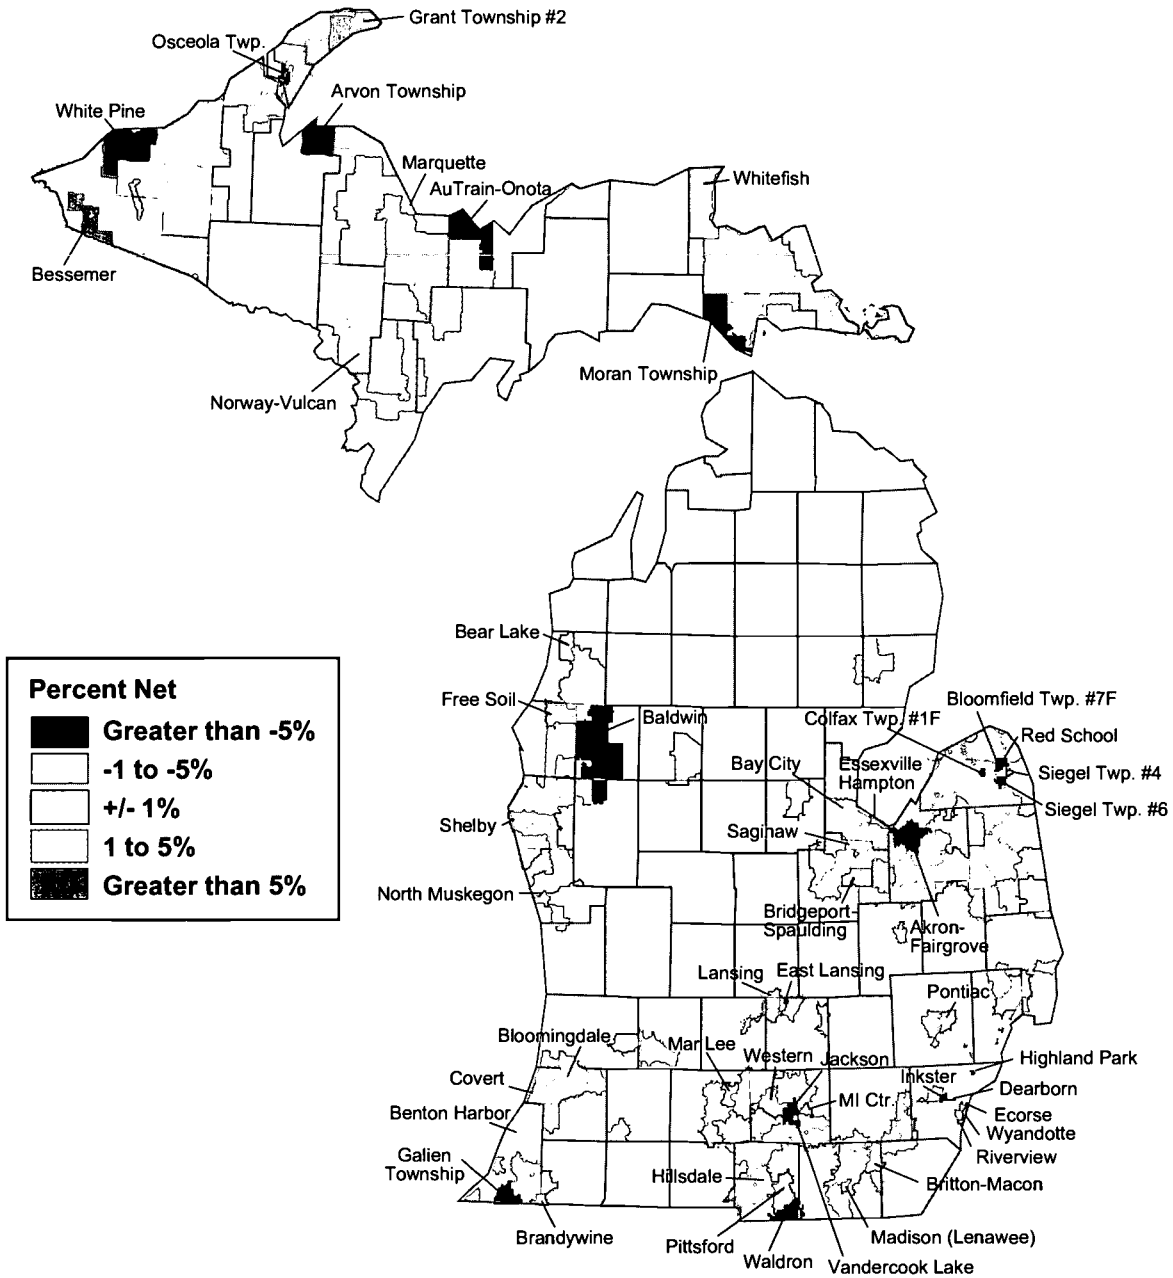 Grant Township #2
Osceola Twp.
Arvon Township
White Pine
Marquette
AuTrain-Onota
Whitefish
Bessemer
Moran Township
Norway-Vulcan
Bear Lake
Percent Net
Greater than -5%
-1 to -5%
+/- 1%
1 to 5%
Greater than 5%
Free Soil
Baldwin
Bloomfield Twp. #7F
Colfax Twp. #1F
Red School
Bay City
Essexville
Hampton
Siegel Twp. #4
Siegel Twp. #6
Shelby
Saginaw
North Muskegon
Bridgeport-
Spaulding
Akron-
Fairgrove
Lansing
East Lansing
Pontiac
Bloomingdale
Mar Lee
Western
Jackson
Highland Park
Covert
Inkster
Dearborn
MI Ctr.
Benton Harbor
Ecorse
Wyandotte
Riverview
Galien
Township
Hillsdale
Britton-Macon
Brandywine
Pittsford
Madison (Lenawee)
Waldron
Vandercook Lake